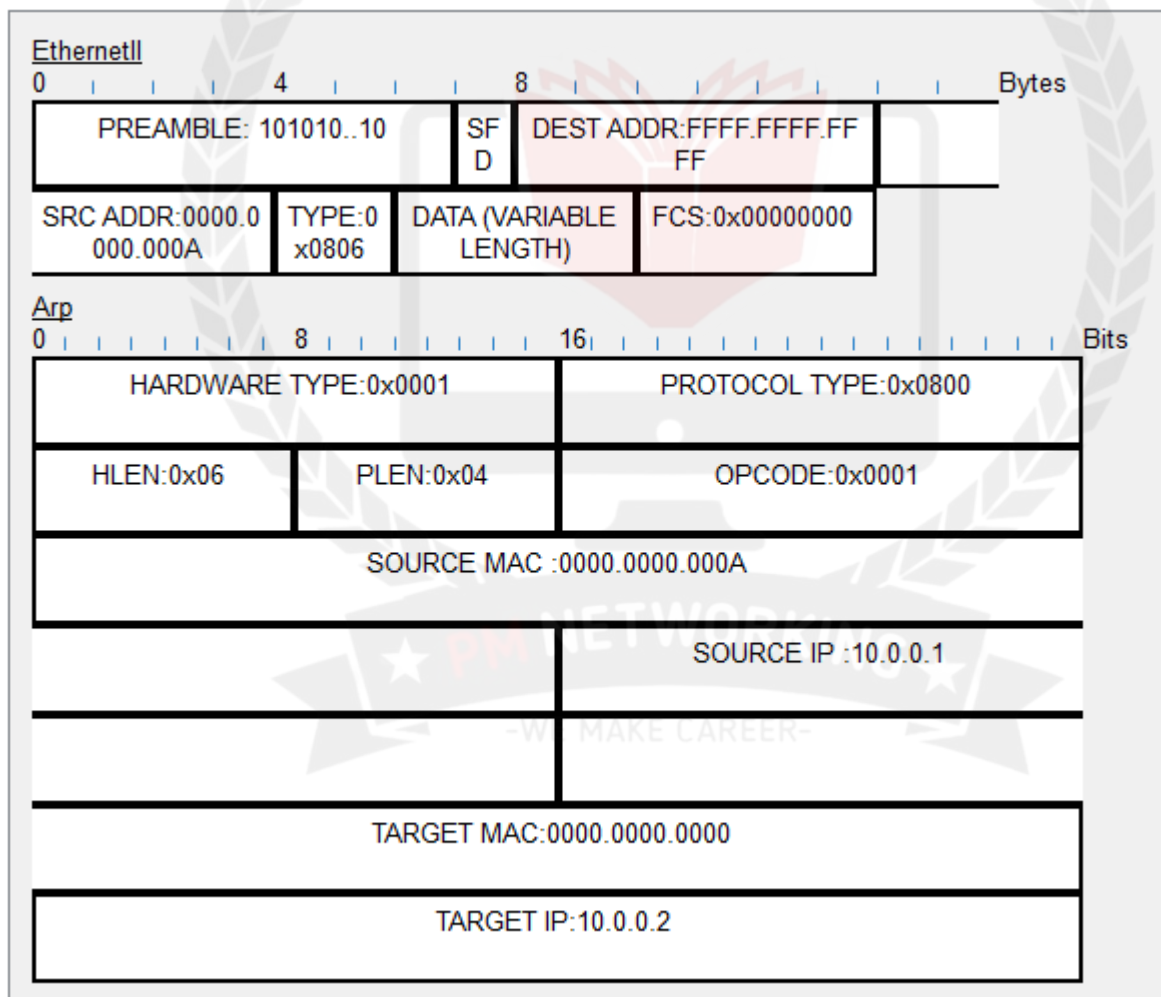 EthernetII
0 4 8 Bytes
PREAMBLE: 101010..10
SF
D
DEST ADDR:FFFF.FFFF.FF
FF
SRC ADDR:0000.0
000.000A
TYPE:0
x0806
DATA (VARIABLE
LENGTH)
FCS:0x00000000
Arp
0 8 16 Bits
HARDWARE TYPE:0x0001
PROTOCOL TYPE:0x0800
HLEN:0x06
PLEN:0x04
OPCODE:0x0001
SOURCE MAC :0000.0000.000A
PM NETWORKING
SOURCE IP :10.0.0.1
-WE MAKE CAREER-
TARGET MAC:0000.0000.0000
TARGET IP:10.0.0.2